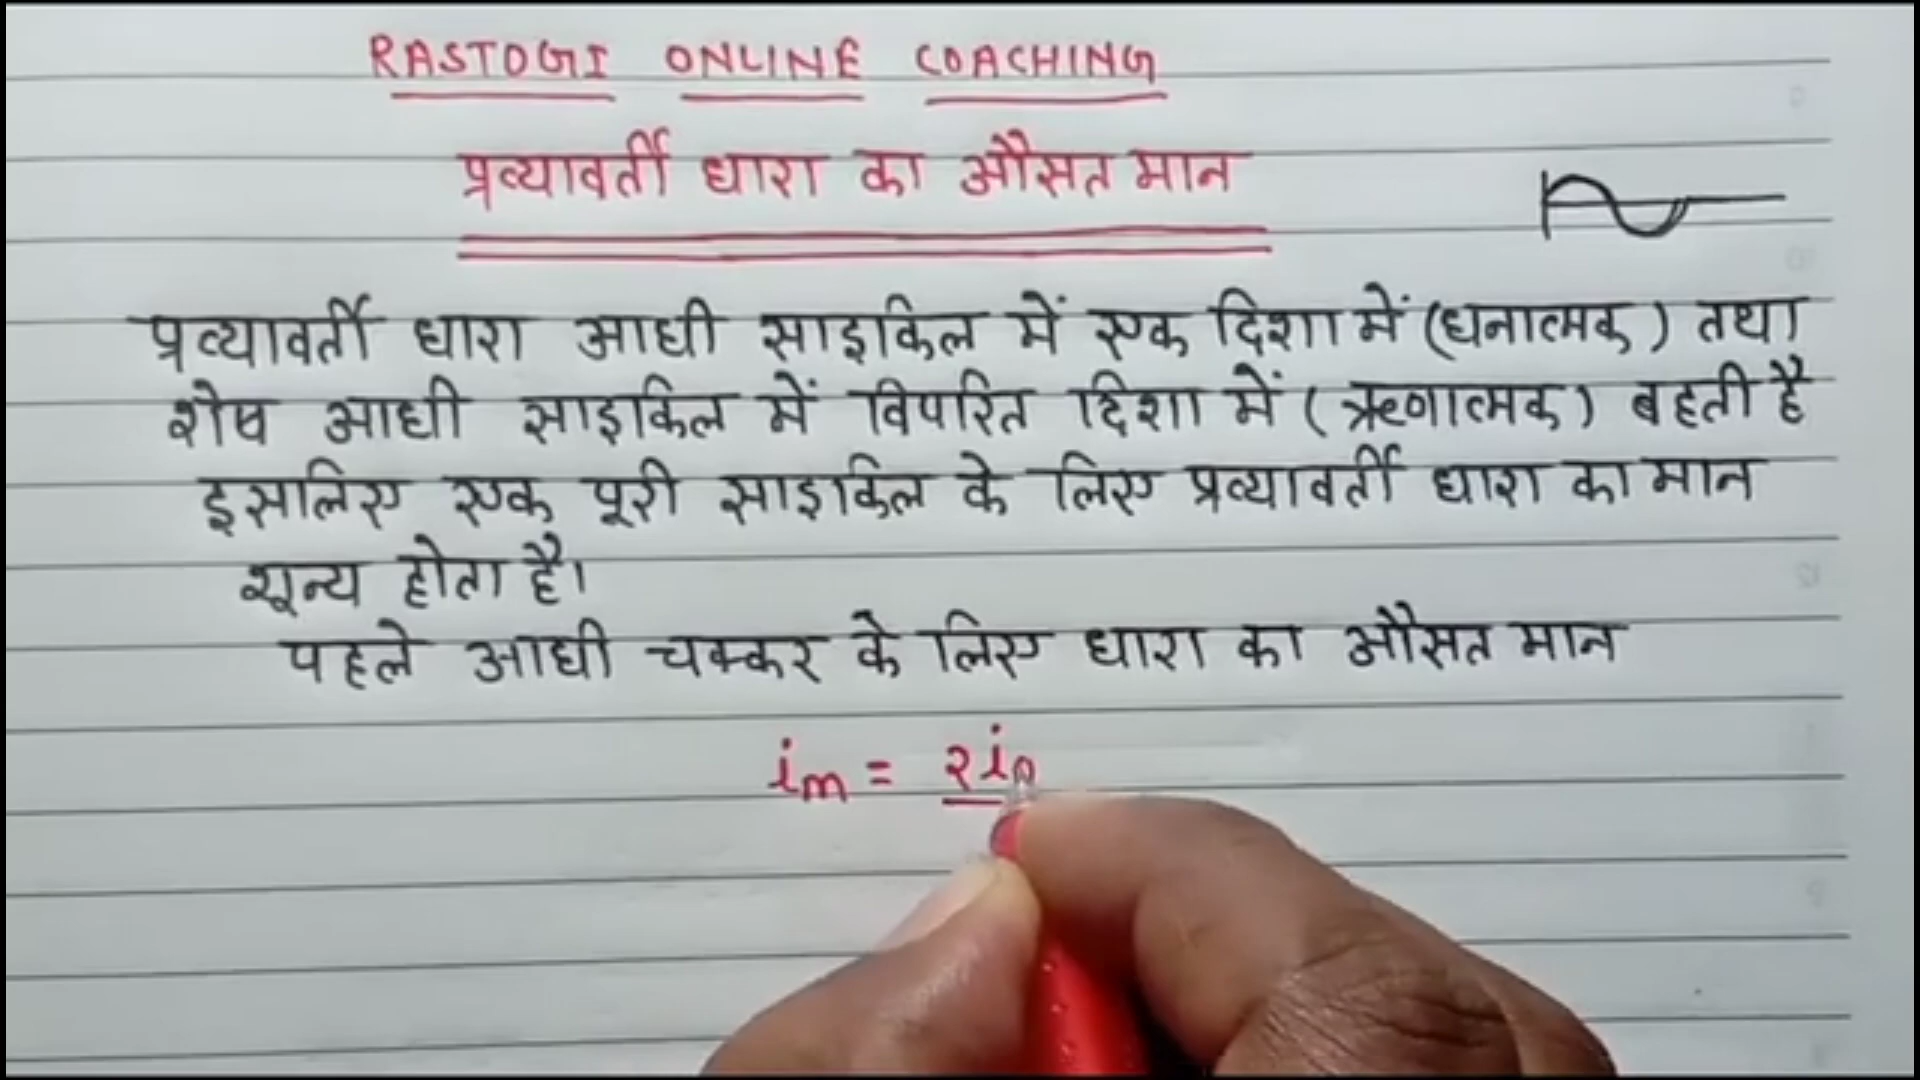 RASTOGI ONLINE COACHING
प्रत्यावर्ती धारा का औसत मान
प्रत्यावर्ती धारा आधी साइकिल में एक दिशा में (धनात्मक) तथा
शेष आधी साइकिल में विपरित दिशा में (ऋणात्मक) बहती है
इसलिए एक पूरी साइकिल के लिए प्रत्यावर्ती धारा का मान
शून्य होता है।
पहले आधी चक्कर के लिए धारा का औसत मान
im = 2i0